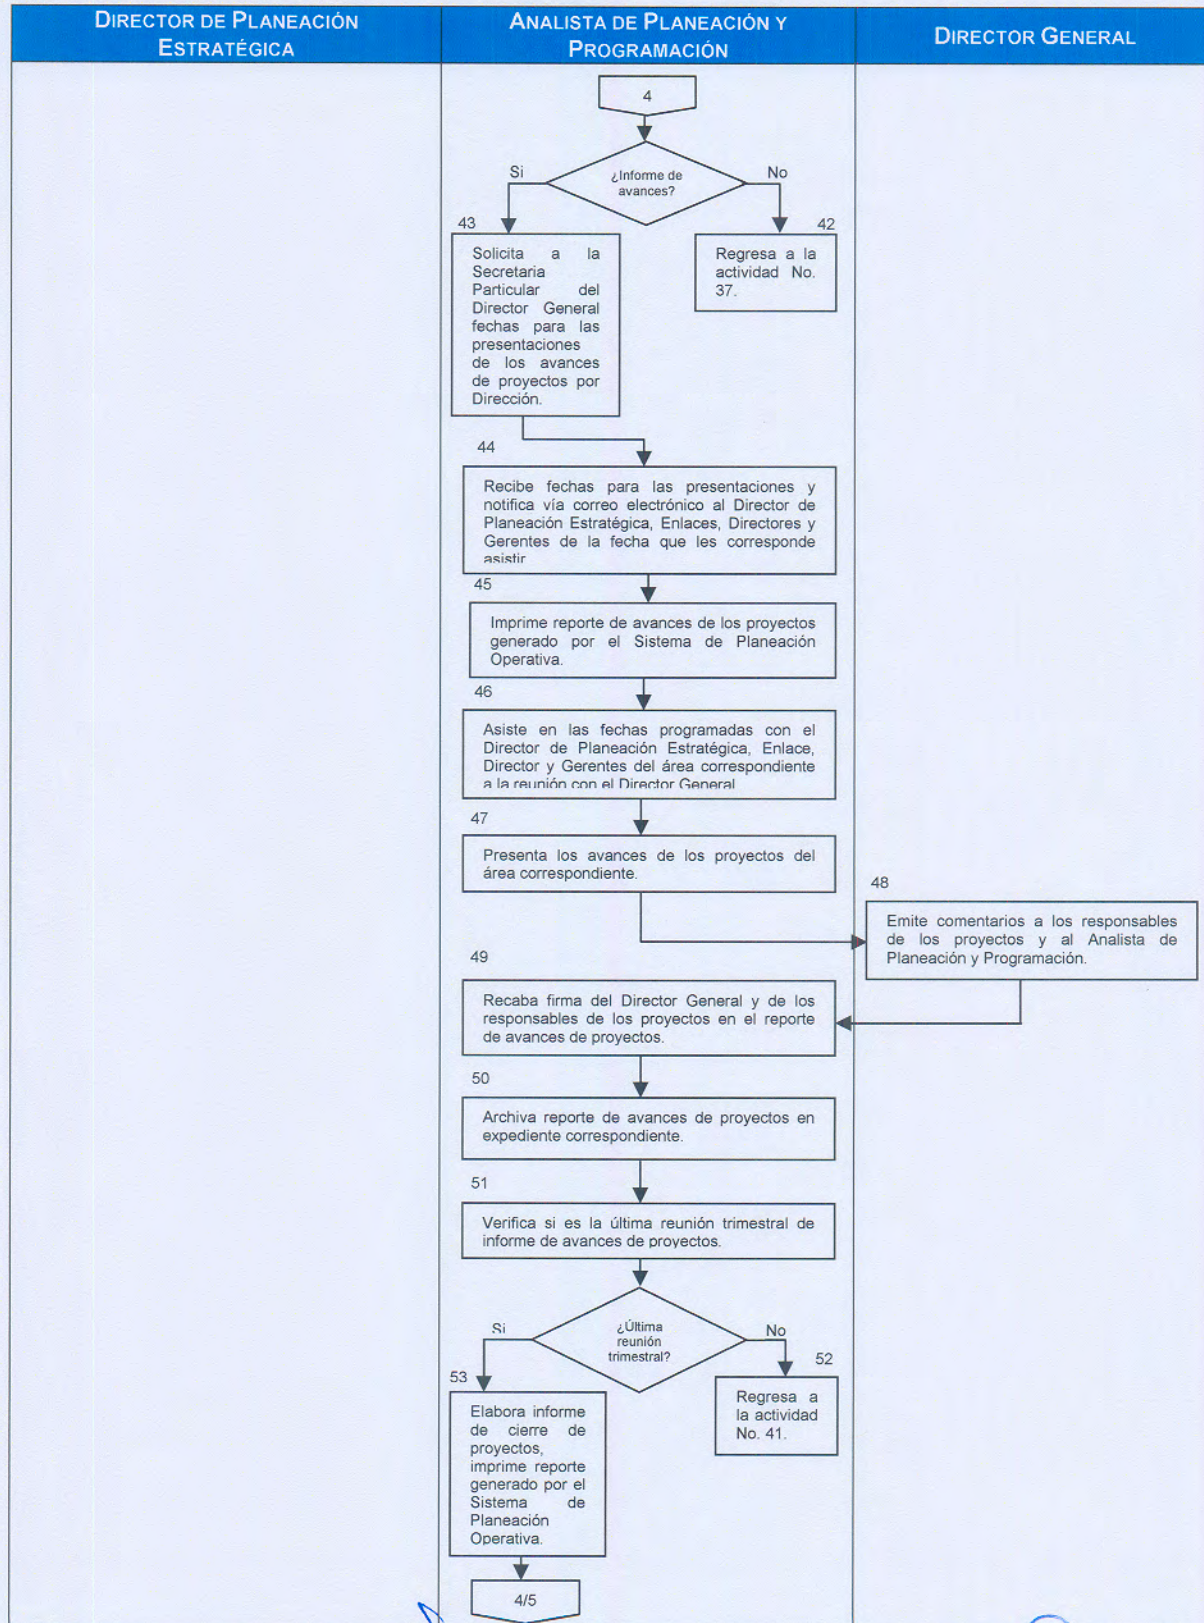 DIRECTOR DE PLANEACIÓN
ESTRATÉGICA
ANALISTA DE PLANEACIÓN Y
PROGRAMACIÓN
DIRECTOR GENERAL
4
¿Informe de
avances?
Si
No
43
Solicita a la
Secretaria
Particular del
Director General
fechas para las
presentaciones
de los avances
de proyectos por
Dirección.
42
Regresa a la
actividad No.
37.
44
Recibe fechas para las presentaciones y
notifica vía correo electrónico al Director de
Planeación Estratégica, Enlaces, Directores y
Gerentes de la fecha que les corresponde
asistir
45
Imprime reporte de avances de los proyectos
generado por el Sistema de Planeación
Operativa.
46
Asiste en las fechas programadas con el
Director de Planeación Estratégica, Enlace,
Director y Gerentes del área correspondiente
a la reunión con el Director General
47
Presenta los avances de los proyectos del
área correspondiente.
48
Emite comentarios a los responsables
de los proyectos y al Analista de
Planeación y Programación.
49
Recaba firma del Director General y de los
responsables de los proyectos en el reporte
de avances de proyectos.
50
Archiva reporte de avances de proyectos en
expediente correspondiente.
51
Verifica si es la última reunión trimestral de
informe de avances de proyectos.
¿Última
reunión
trimestral?
Si
No
53
Elabora informe
de cierre de
proyectos,
imprime reporte
generado por el
Sistema de
Planeación
Operativa.
52
Regresa a
la actividad
No. 41.
4/5